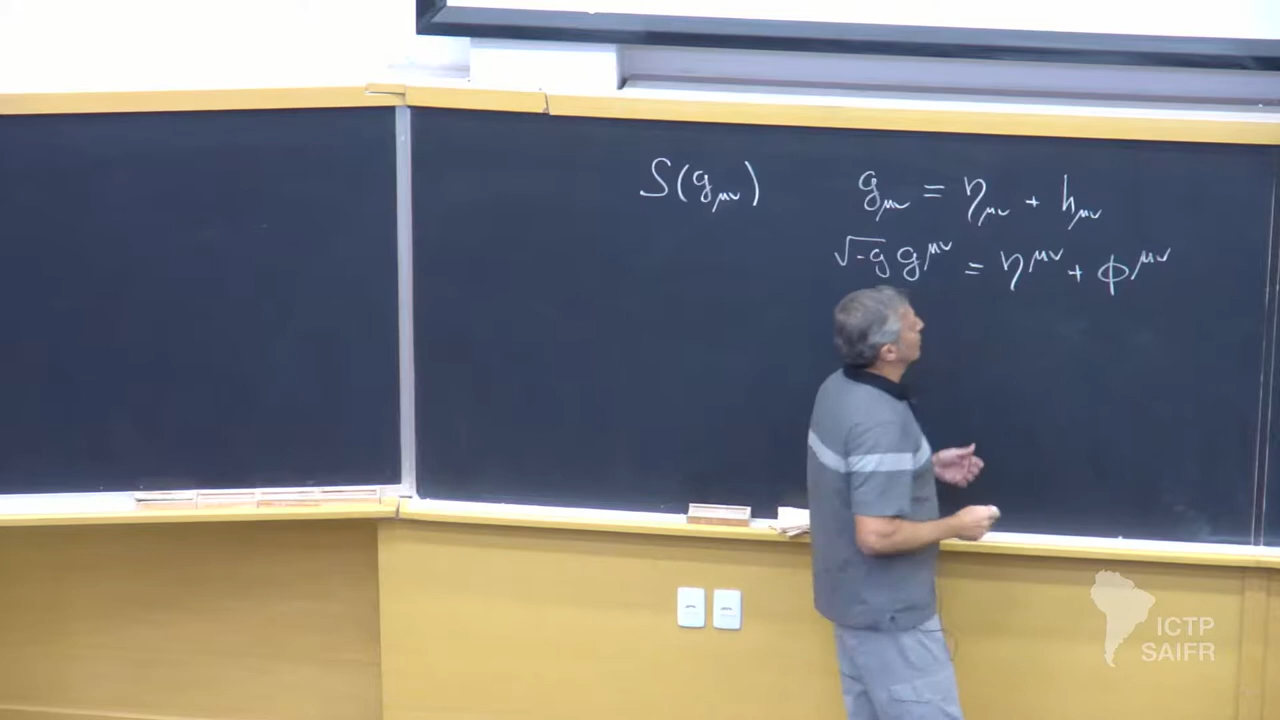 S(g_μν) g_μν = η_μν + h_μν
√-g g^μν = η^μν + φ^μν
ICTP
SAIFR